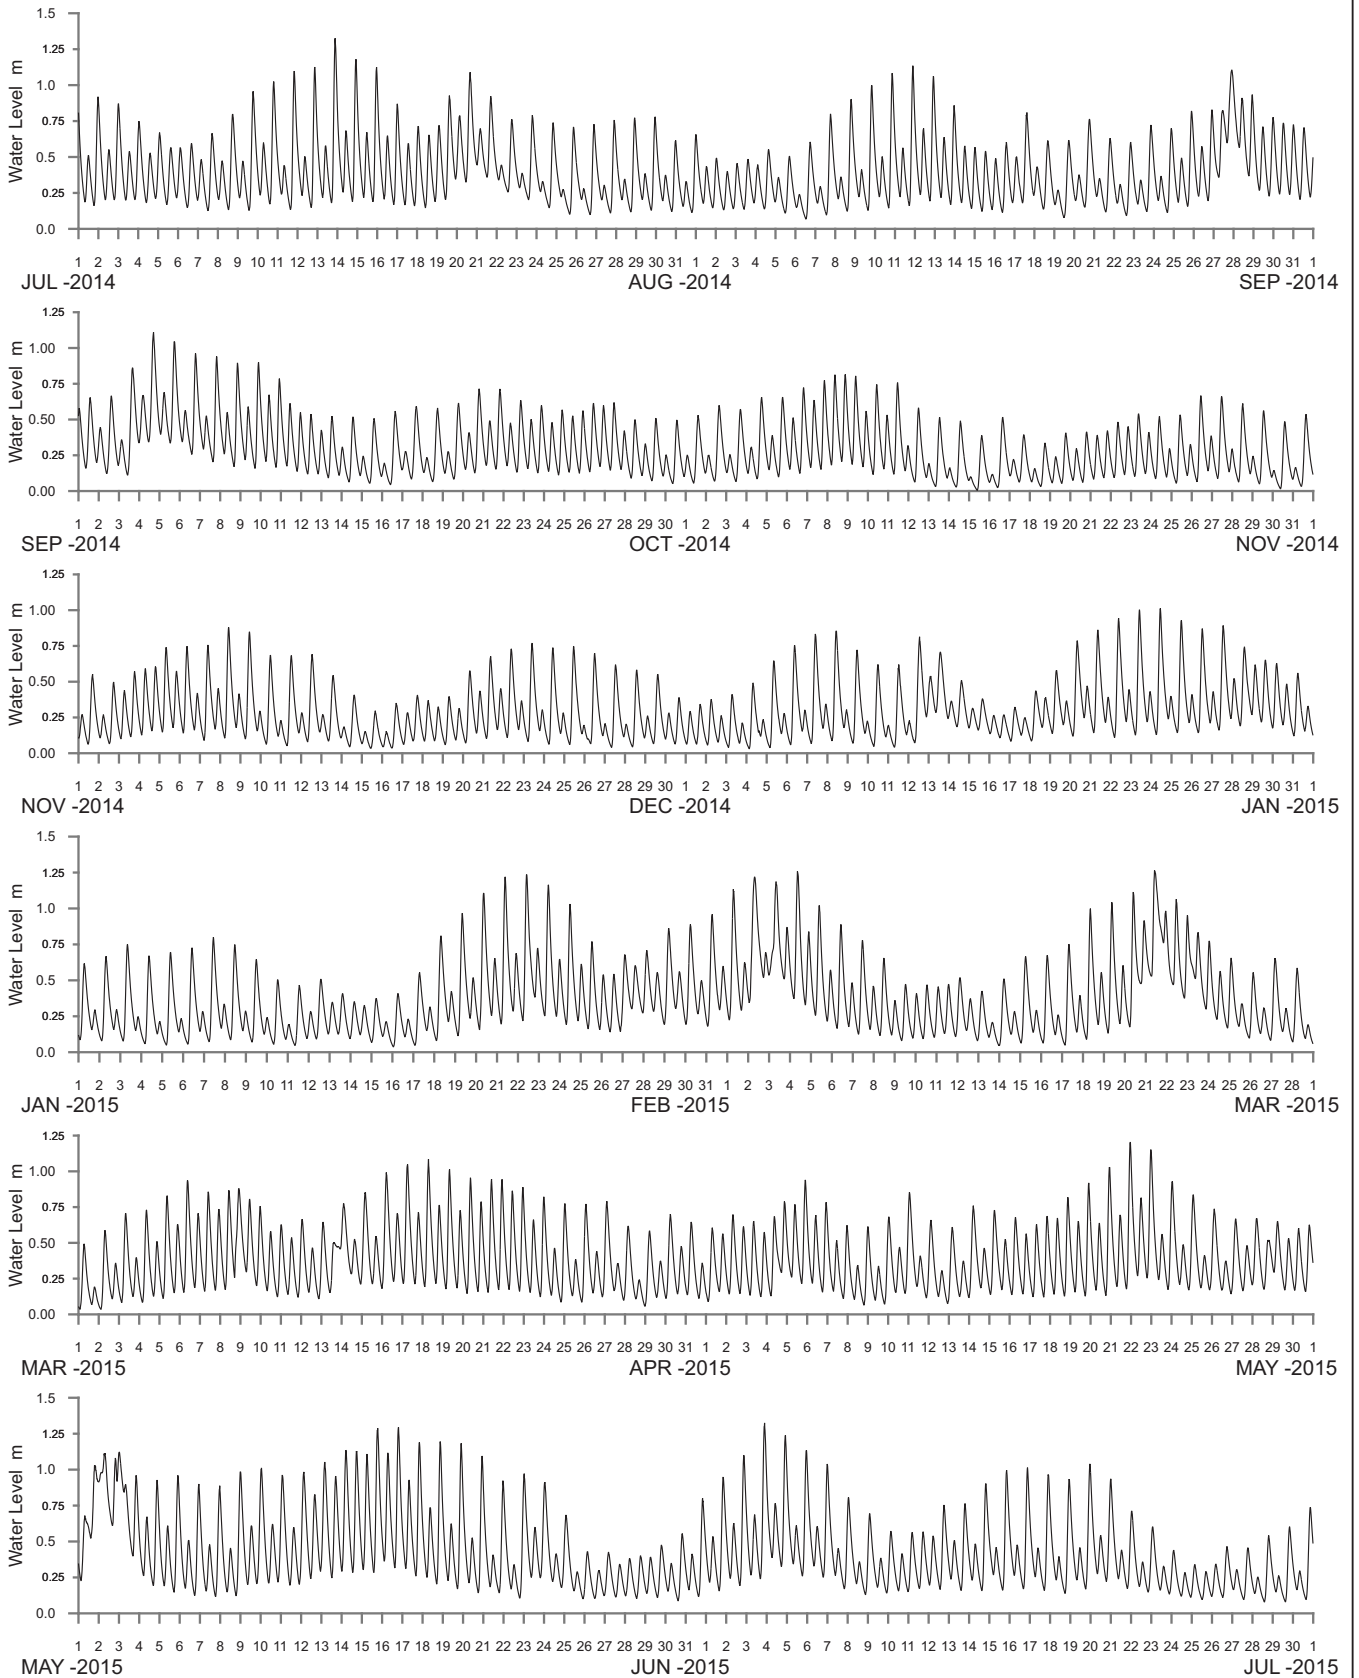 1.5
1.25
1.0
0.75
0.5
0.25
0.0
Water Level m
1 2 3 4 5 6 7 8 9 10 11 12 13 14 15 16 17 18 19 20 21 22 23 24 25 26 27 28 29 30 31 1 2 3 4 5 6 7 8 9 10 11 12 13 14 15 16 17 18 19 20 21 22 23 24 25 26 27 28 29 30 31 1
JUL -2014 AUG -2014 SEP -2014
1.25
1.00
0.75
0.50
0.25
0.00
Water Level m
1 2 3 4 5 6 7 8 9 10 11 12 13 14 15 16 17 18 19 20 21 22 23 24 25 26 27 28 29 30 1 2 3 4 5 6 7 8 9 10 11 12 13 14 15 16 17 18 19 20 21 22 23 24 25 26 27 28 29 30 31 1
SEP -2014 OCT -2014 NOV -2014
1.25
1.00
0.75
0.50
0.25
0.00
Water Level m
1 2 3 4 5 6 7 8 9 10 11 12 13 14 15 16 17 18 19 20 21 22 23 24 25 26 27 28 29 30 1 2 3 4 5 6 7 8 9 10 11 12 13 14 15 16 17 18 19 20 21 22 23 24 25 26 27 28 29 30 31 1
NOV -2014 DEC -2014 JAN -2015
1.5
1.25
1.0
0.75
0.5
0.25
0.0
Water Level m
1 2 3 4 5 6 7 8 9 10 11 12 13 14 15 16 17 18 19 20 21 22 23 24 25 26 27 28 29 30 31 1 2 3 4 5 6 7 8 9 10 11 12 13 14 15 16 17 18 19 20 21 22 23 24 25 26 27 28 1
JAN -2015 FEB -2015 MAR -2015
1.25
1.00
0.75
0.50
0.25
0.00
Water Level m
1 2 3 4 5 6 7 8 9 10 11 12 13 14 15 16 17 18 19 20 21 22 23 24 25 26 27 28 29 30 31 1 2 3 4 5 6 7 8 9 10 11 12 13 14 15 16 17 18 19 20 21 22 23 24 25 26 27 28 29 30 1
MAR -2015 APR -2015 MAY -2015
1.5
1.25
1.0
0.75
0.5
0.25
0.0
Water Level m
1 2 3 4 5 6 7 8 9 10 11 12 13 14 15 16 17 18 19 20 21 22 23 24 25 26 27 28 29 30 31 1 2 3 4 5 6 7 8 9 10 11 12 13 14 15 16 17 18 19 20 21 22 23 24 25 26 27 28 29 30 1
MAY -2015 JUN -2015 JUL -2015